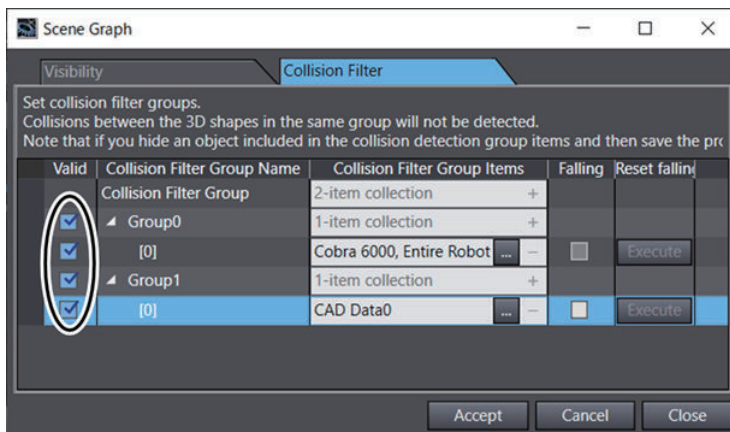 Scene Graph
Visibility
Collision Filter
Set collision filter groups.
Collisions between the 3D shapes in the same group will not be detected.
Note that if you hide an object included in the collision detection group items and then save the pro
Valid Collision Filter Group Name Collision Filter Group Items Falling Reset falling
Collision Filter Group 2-item collection +
Group0 1-item collection +
[0] Cobra 6000, Entire Robot ... − Execute
Group1 1-item collection +
[0] CAD Data0 ... − Execute
Accept Cancel Close